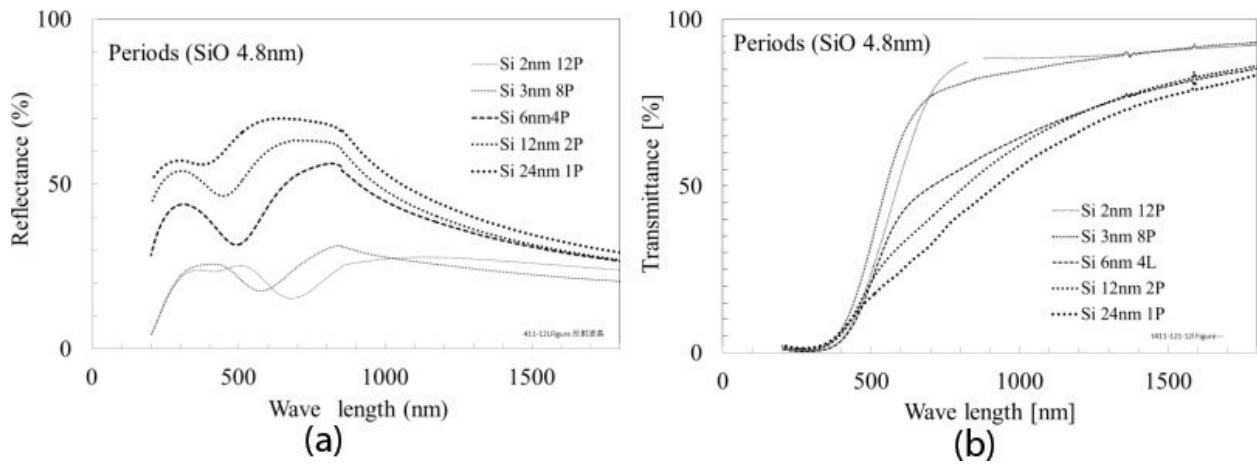 100
Periods (SiO 4.8nm)
Si 2nm 12P
Si 3nm 8P
Si 6nm4P
Si 12nm 2P
Si 24nm 1P
50
0
Reflectance (%)
0 500 1000 1500
Wave length (nm)
(a)
100
Periods (SiO 4.8nm)
50
Si 2nm 12P
Si 3nm 8P
Si 6nm 4L
Si 12nm 2P
Si 24nm 1P
0
Transmittance [%]
0 500 1000 1500
Wave length [nm]
(b)